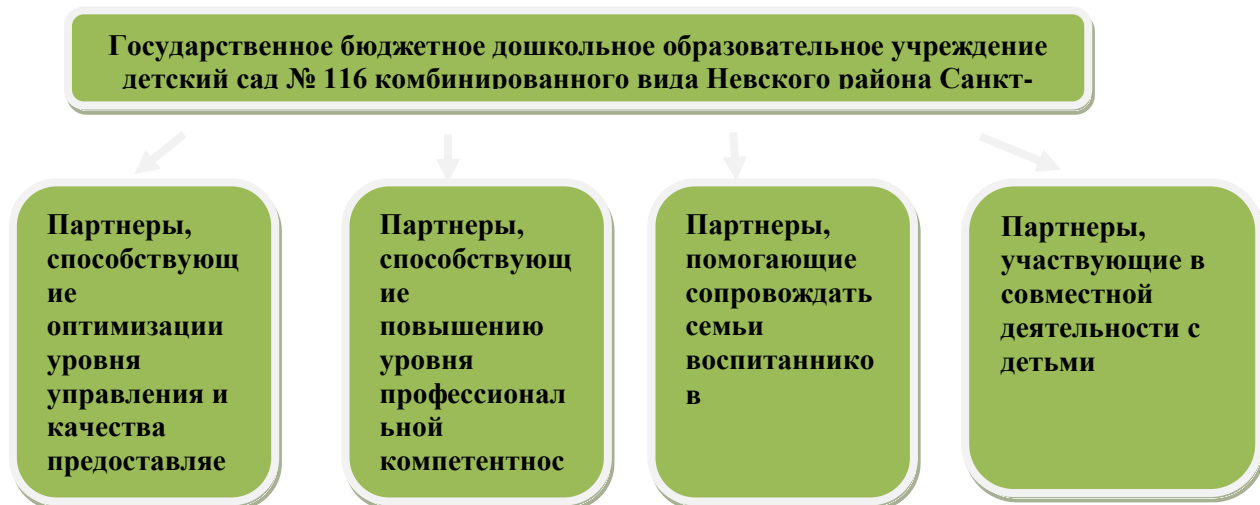 Государственное бюджетное дошкольное образовательное учреждение
детский сад № 116 комбинированного вида Невского района Санкт-
Партнеры,
способствующ
ие
оптимизации
уровня
управления и
качества
предоставляе
Партнеры,
способствующ
ие
повышению
уровня
профессионал
ьной
компетентнос
Партнеры,
помогающие
сопровождать
семьи
воспитаннико
в
Партнеры,
участвующие в
совместной
деятельности с
детьми